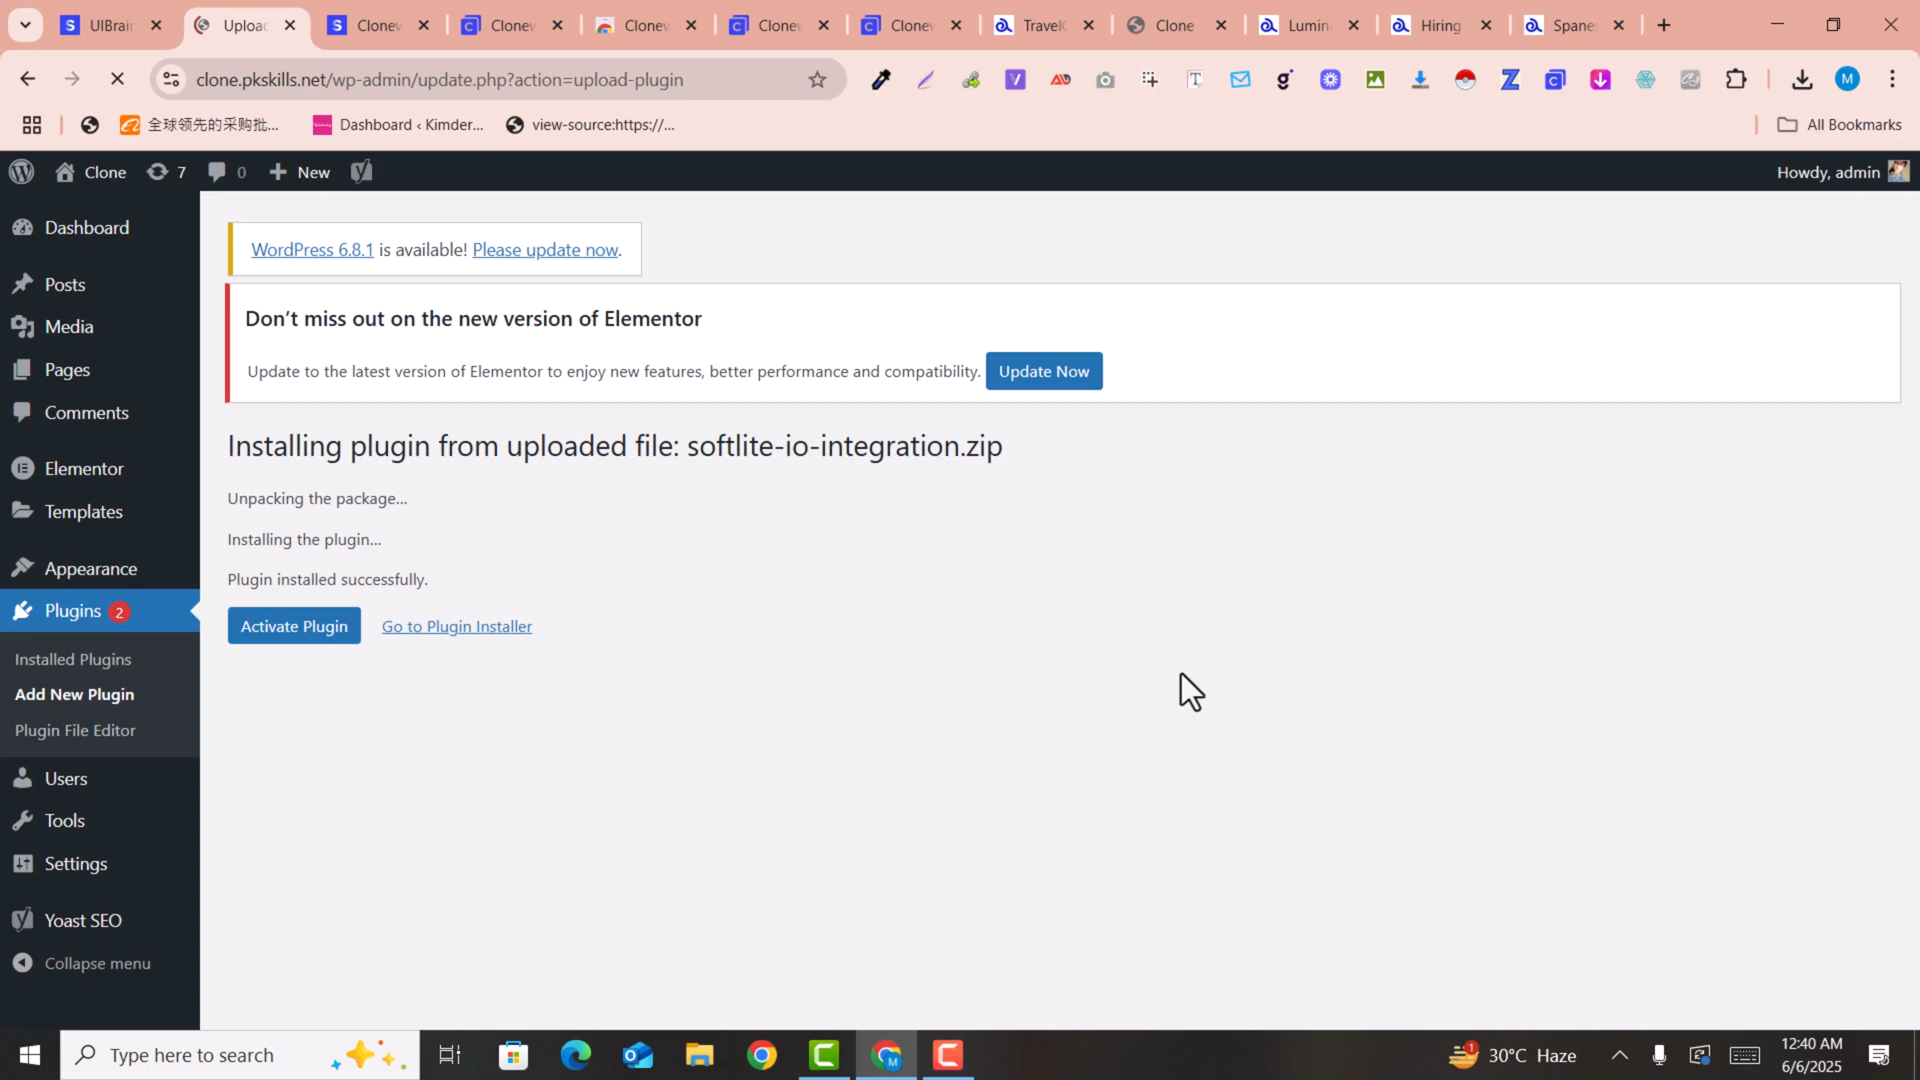 UIBrai
Uploac
Clonev
Clonev
Clonev
Clonev
Clonev
TravelC
Clone
Lumin
Hiring
Spane
clone.pkskills.net/wp-admin/update.php?action=upload-plugin
M
全球领先的采购批...
Dashboard ‹ Kimder...
view-source:https://...
All Bookmarks
Clone
7
0
New
Howdy, admin
Dashboard
Posts
Media
Pages
Comments
Elementor
Templates
Appearance
Plugins 2
Installed Plugins
Add New Plugin
Plugin File Editor
Users
Tools
Settings
Yoast SEO
Collapse menu
WordPress 6.8.1 is available! Please update now.
Don’t miss out on the new version of Elementor
Update to the latest version of Elementor to enjoy new features, better performance and compatibility. Update Now
Installing plugin from uploaded file: softlite-io-integration.zip
Unpacking the package...
Installing the plugin...
Plugin installed successfully.
Activate Plugin
Go to Plugin Installer
Type here to search
1
30°C Haze
12:40 AM
6/6/2025